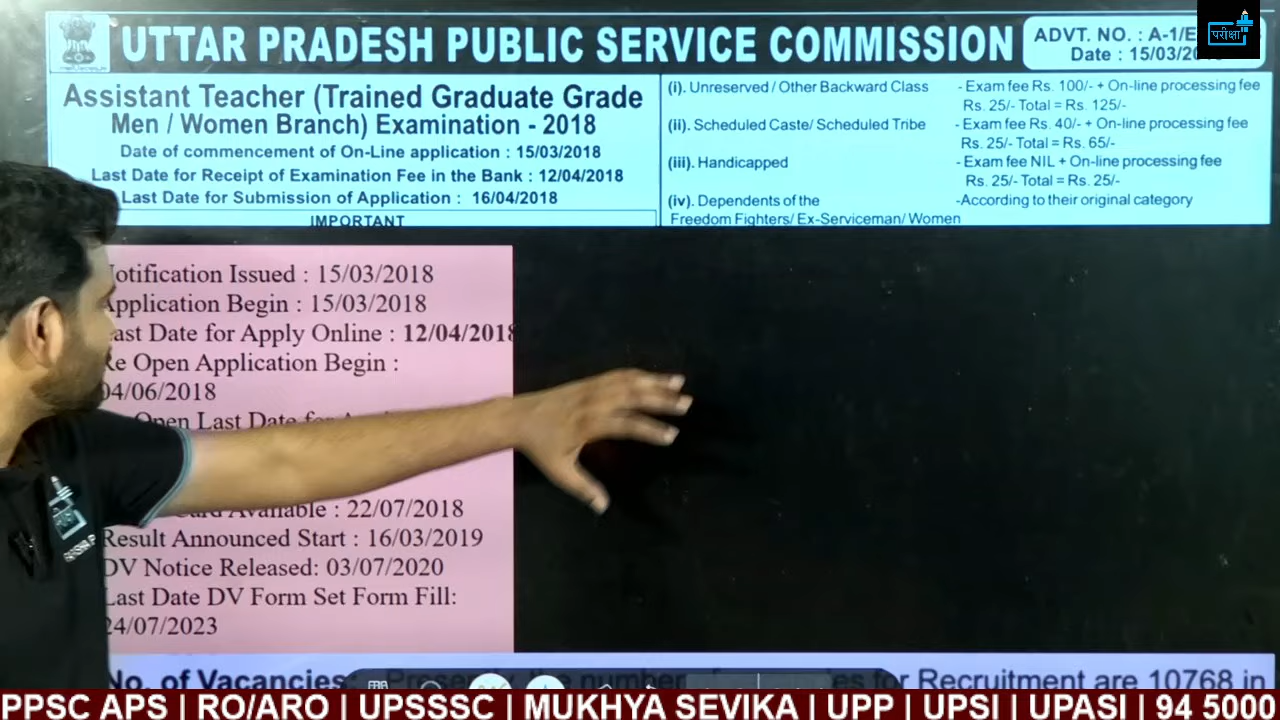 UTTAR PRADESH PUBLIC SERVICE COMMISSION
ADVT. NO. : A-1/E
Date : 15/03/
परीक्षा
Assistant Teacher (Trained Graduate Grade
Men / Women Branch) Examination - 2018
Date of commencement of On-Line application : 15/03/2018
Last Date for Receipt of Examination Fee in the Bank : 12/04/2018
Last Date for Submission of Application : 16/04/2018
IMPORTANT
(i). Unreserved / Other Backward Class - Exam fee Rs. 100/- + On-line processing fee
Rs. 25/- Total = Rs. 125/-
(ii). Scheduled Caste/ Scheduled Tribe - Exam fee Rs. 40/- + On-line processing fee
Rs. 25/- Total = Rs. 65/-
(iii). Handicapped - Exam fee NIL + On-line processing fee
Rs. 25/- Total = Rs. 25/-
(iv). Dependents of the -According to their original category
Freedom Fighters/ Ex-Serviceman/ Women
Notification Issued : 15/03/2018
Application Begin : 15/03/2018
Last Date for Apply Online : 12/04/2018
Re Open Application Begin :
04/06/2018
Open Last Date for
Available : 22/07/2018
Result Announced Start : 16/03/2019
DV Notice Released: 03/07/2020
Last Date DV Form Set Form Fill:
24/07/2023
No. of Vacancies: the number for Recruitment are 10768 in
PPSC APS | RO/ARO | UPSSSC | MUKHYA SEVIKA | UPP | UPSI | UPASI | 94 5000